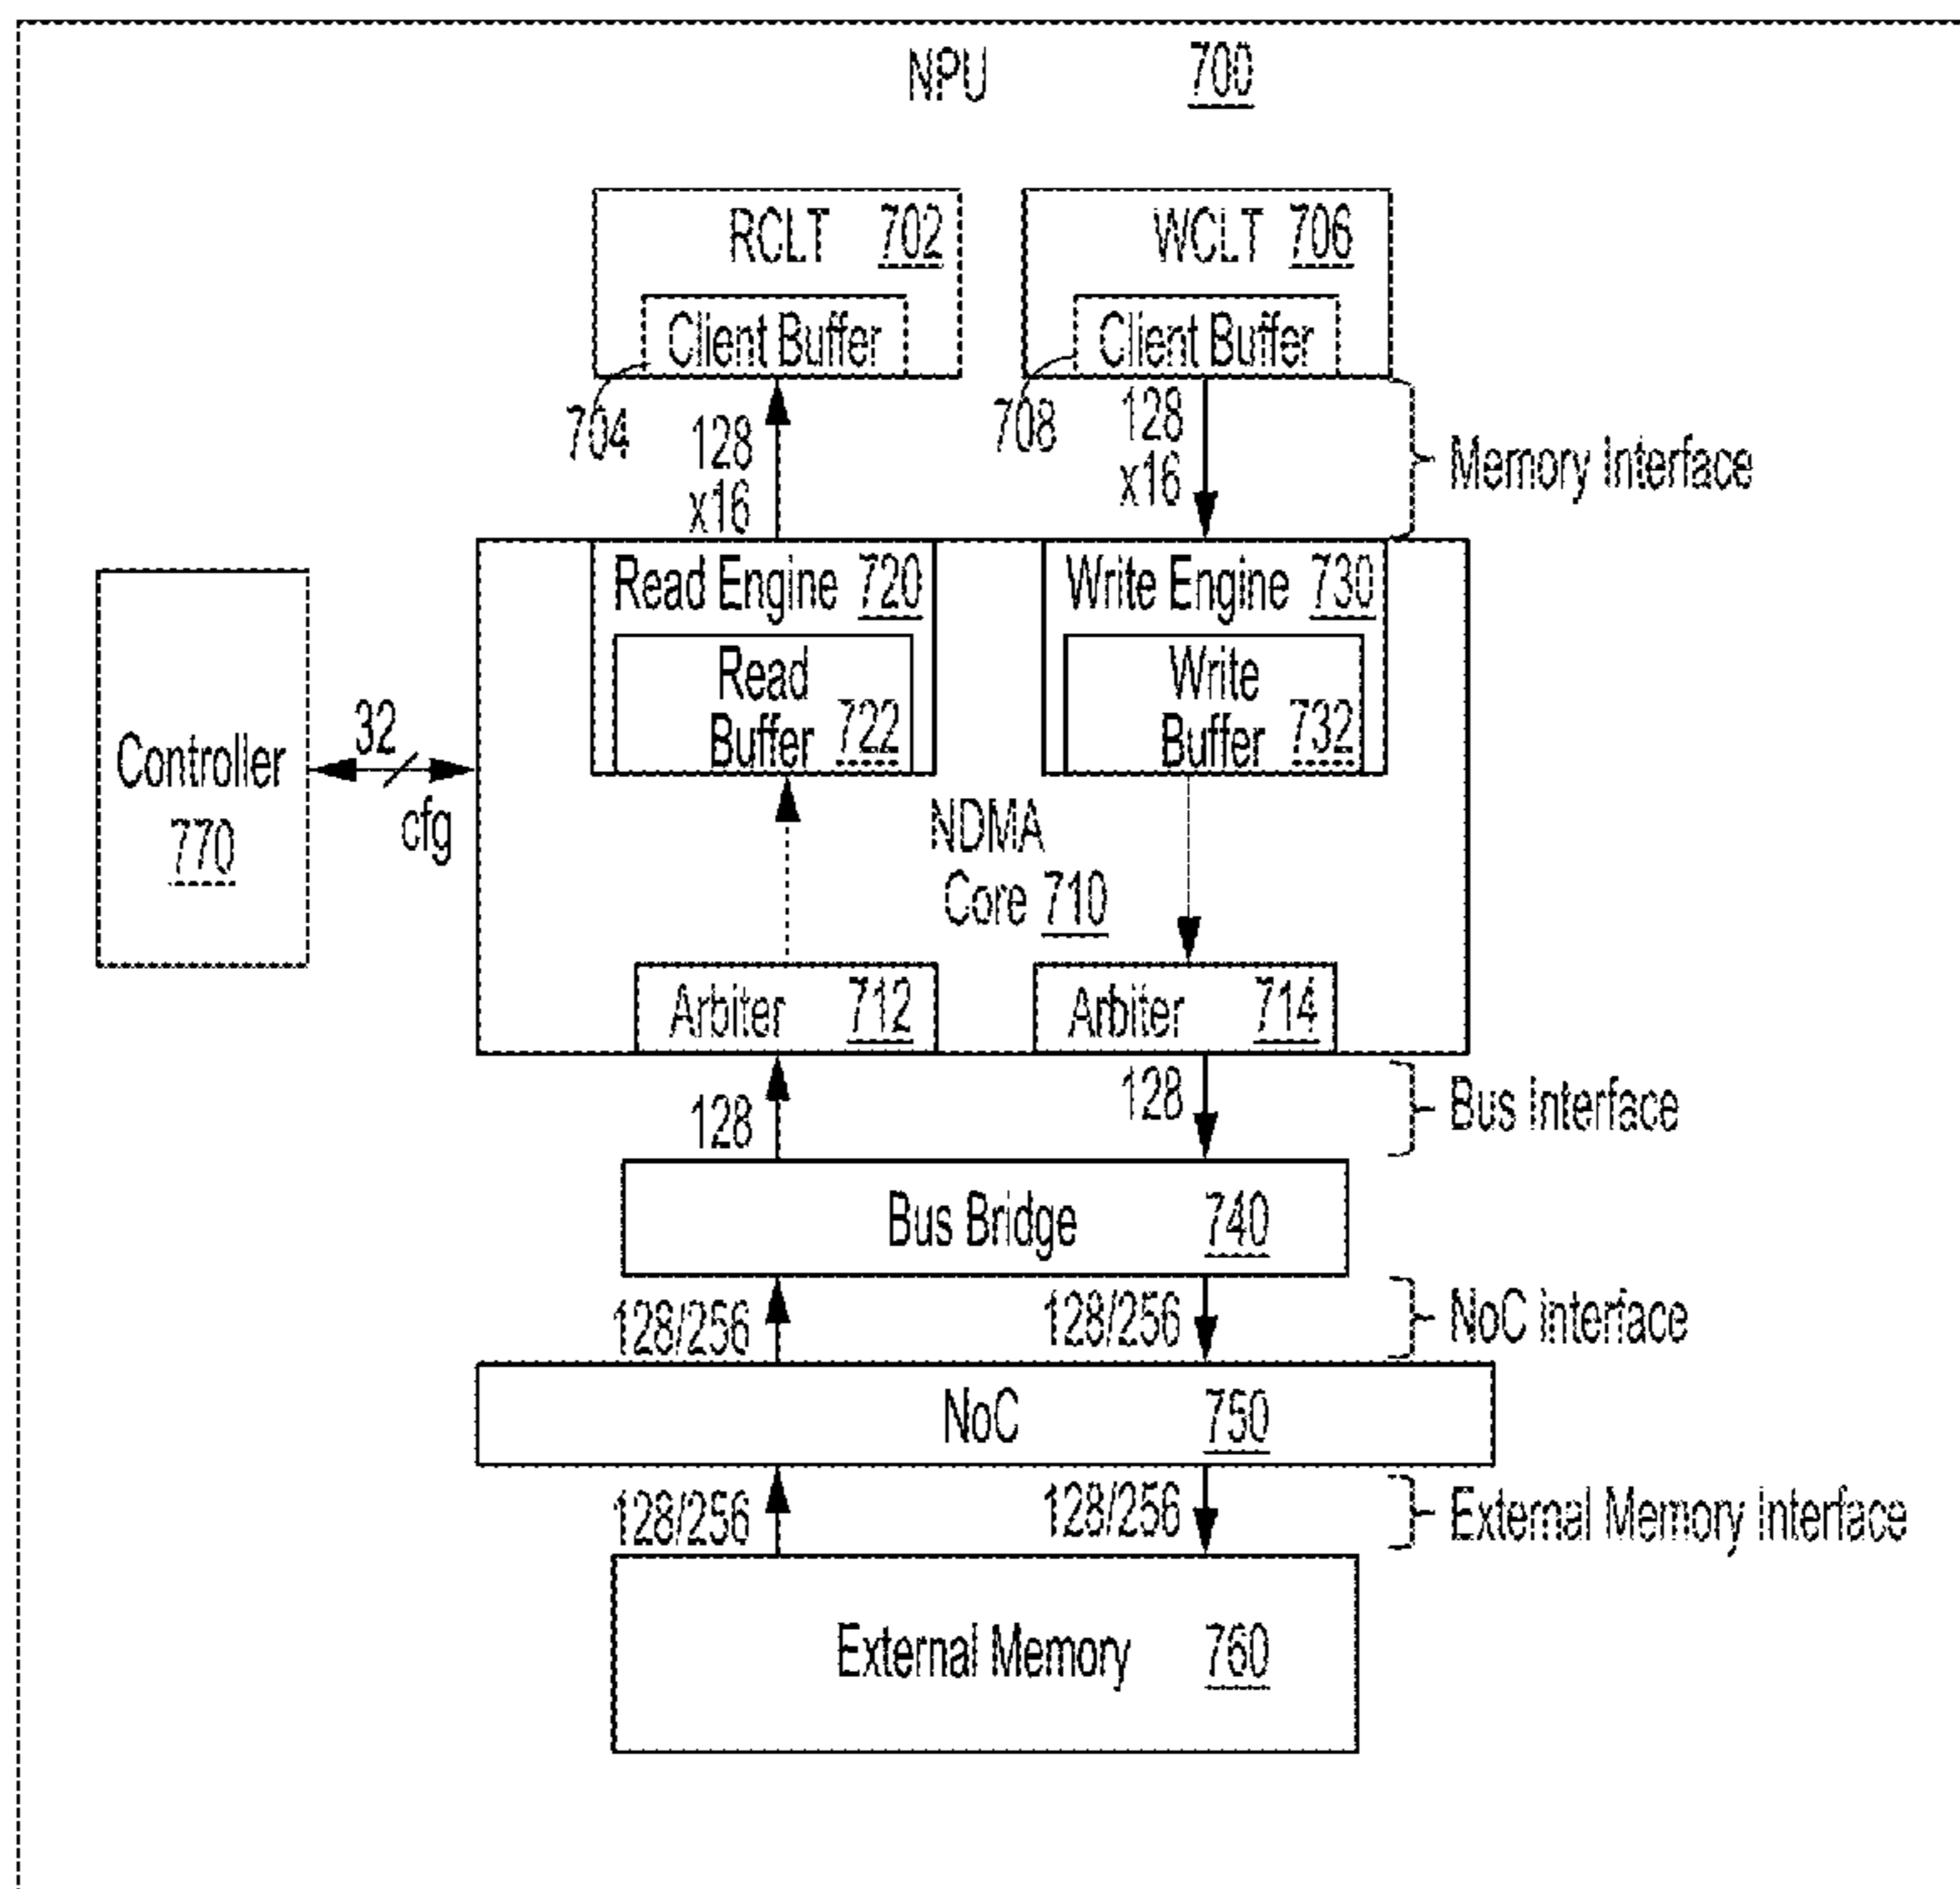 NPU 700
RCLT 702
Client Buffer
704
WCLT 706
Client Buffer
708
128
x16
128
x16
Memory Interface
Read Engine 720
Read
Buffer 722
Write Engine 730
Write
Buffer 732
Controller
770
32
cfg
NDMA
Core 710
Arbiter 712
Arbiter 714
128
128
Bus Interface
Bus Bridge 740
128/256
128/256
NoC Interface
NoC 750
128/256
128/256
External Memory Interface
External Memory 760